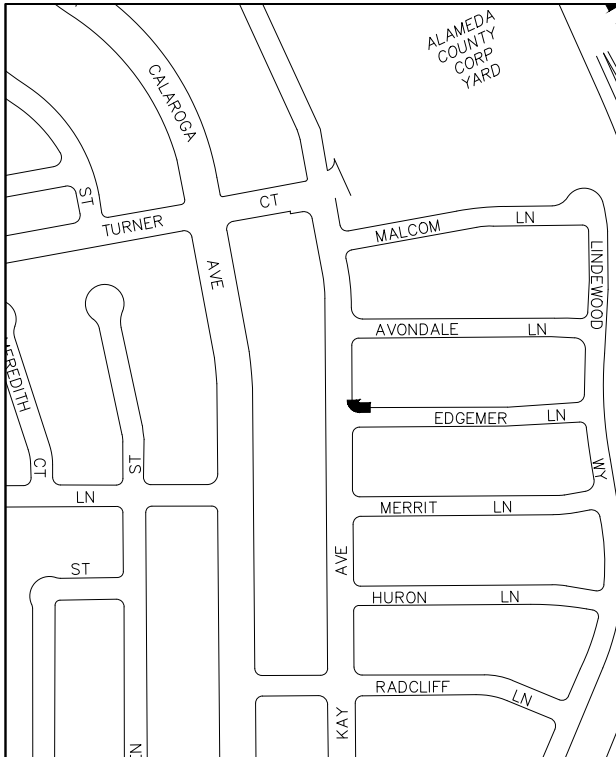 ALAMEDA
COUNTY
CORP
YARD
CALAROGA
AVE
ST
TURNER
CT
MALCOM LN
LINDEWOOD
WY
AVONDALE LN
EDGEMER LN
MEREDITH
CT
ST
LN
MERRIT LN
ST
AVE
HURON LN
RADCLIFF LN
KAY